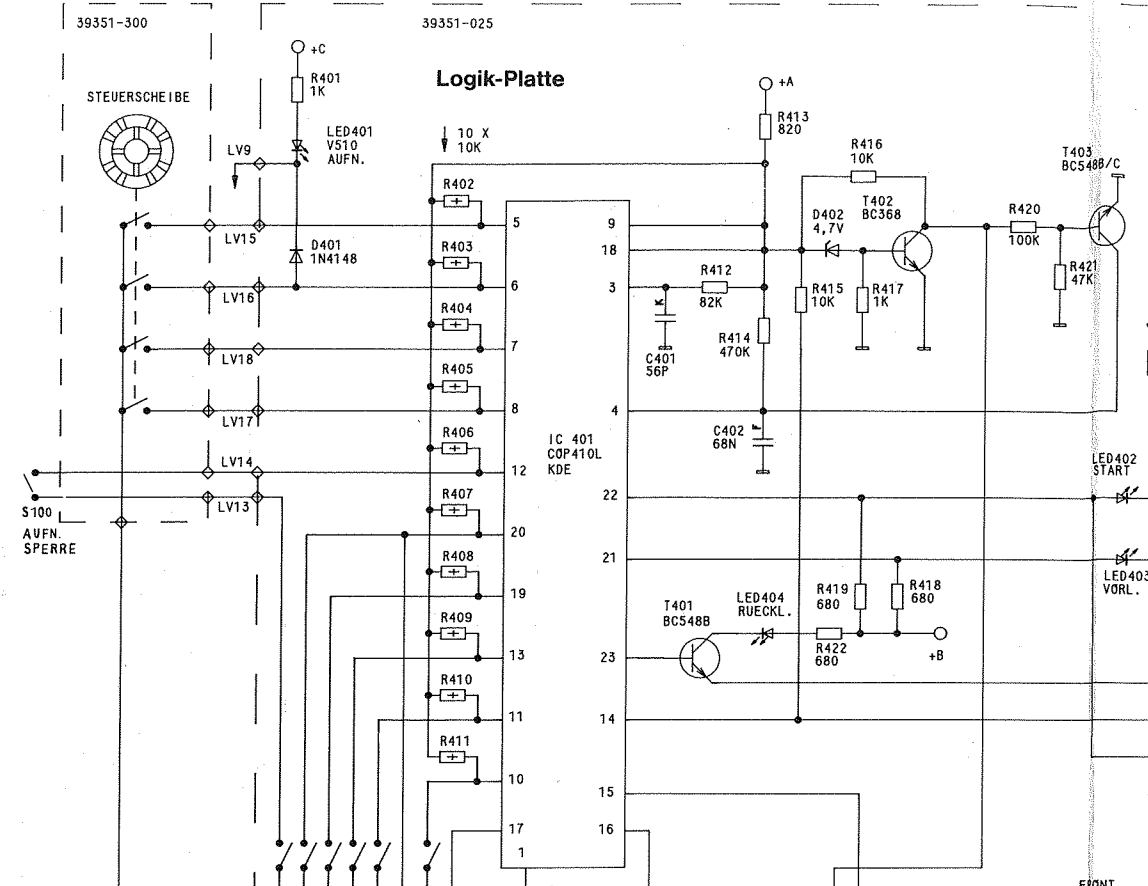 39351-300
39351-025
+C
R401
1K
Logik-Platte
+A
STEUERSCHEIBE
LED401
V510
AUFN.
10 X
10K
R413
820
LV9
R416
10K
T403
BC548B/C
R402
T402
BC368
D402
4,7V
R420
100K
5
9
LV15
D401
1N4148
R403
18
R412
82K
R415
10K
R417
1K
R421
47K
6
3
K
LV16
R404
R414
470K
C401
56P
7
LV18
R405
8
4
LV17
C402
68N
F
R406
IC 401
COP410L
KDE
LV14
12
LED402
START
R407
22
LV13
S100
AUFN.
SPERRE
20
R408
21
LED403
VORL.
19
R419
680
R418
680
LED404
RUECKL.
T401
BC548B
R409
13
23
R422
680
+B
R410
11
14
R411
10
15
17
16
1